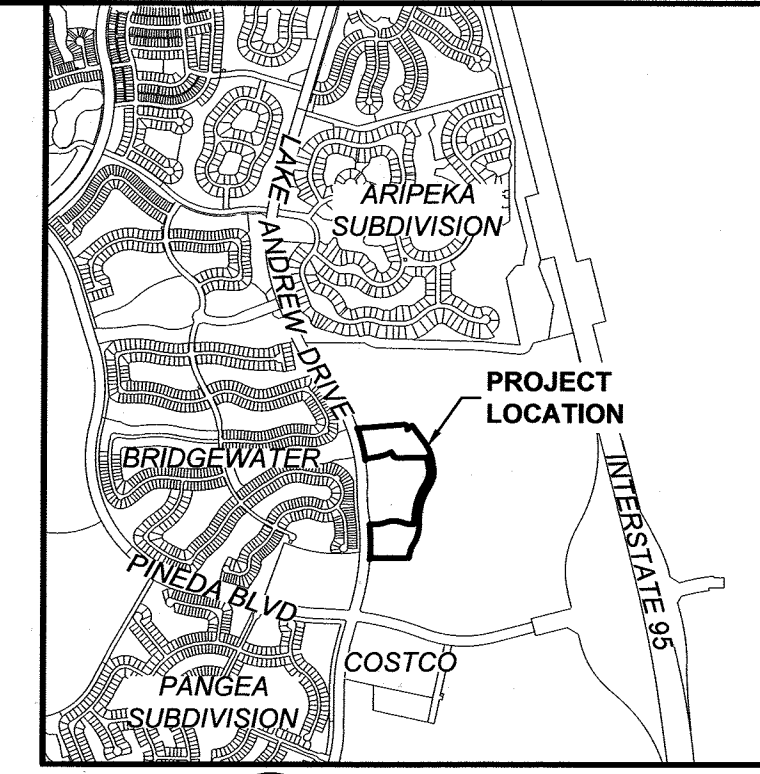 ARIPEKA
SUBDIVISION
LAKE ANDREW DRIVE
PROJECT
LOCATION
BRIDGEWATER
INTERSTATE 95
PINEDA BLVD
COSTCO
PANGEA
SUBDIVISION